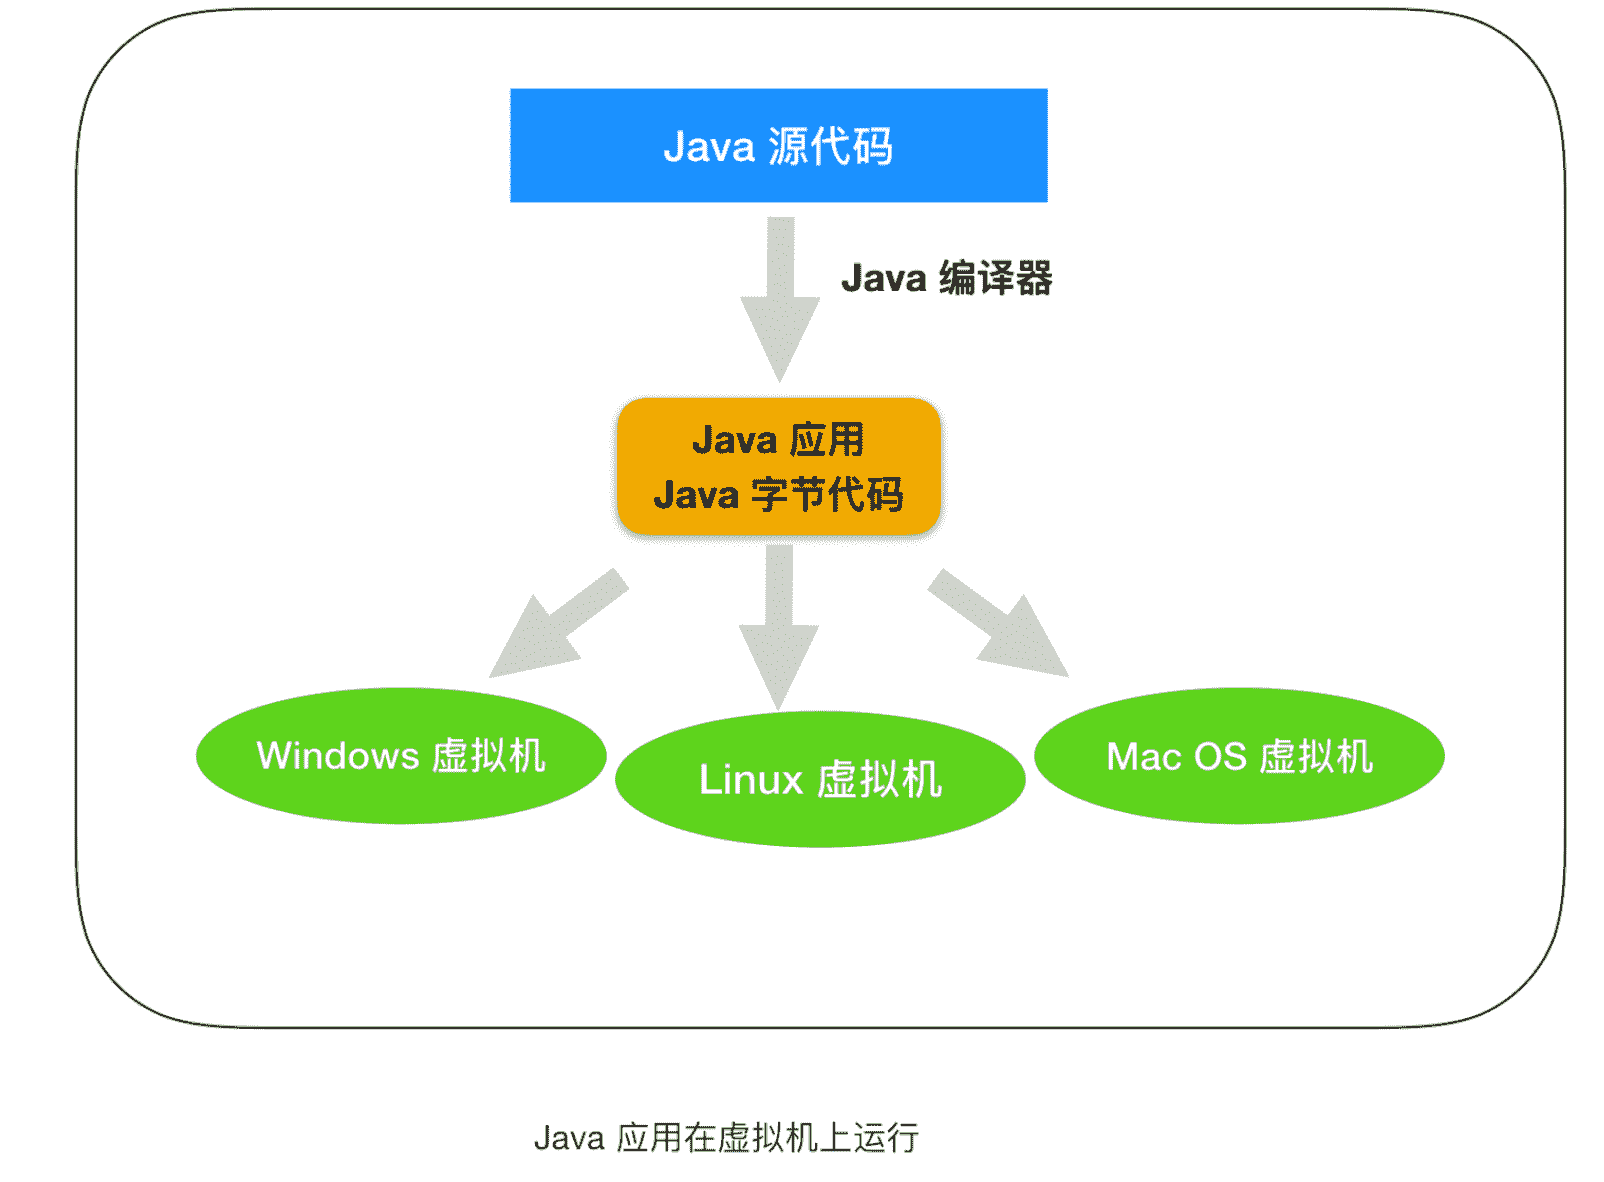 Java 源代码
Java 编译器
Java 应用
Java 字节代码
Windows 虚拟机
Linux 虚拟机
Mac OS 虚拟机
Java 应用在虚拟机上运行